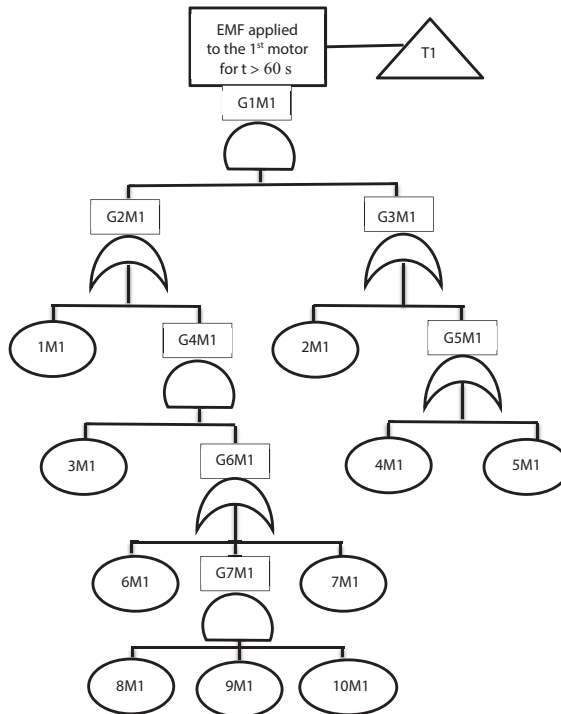 EMF applied
to the 1st motor
for t > 60 s
T1
G1M1
G2M1
G3M1
1M1
G4M1
2M1
G5M1
3M1
G6M1
4M1
5M1
6M1
G7M1
7M1
8M1
9M1
10M1